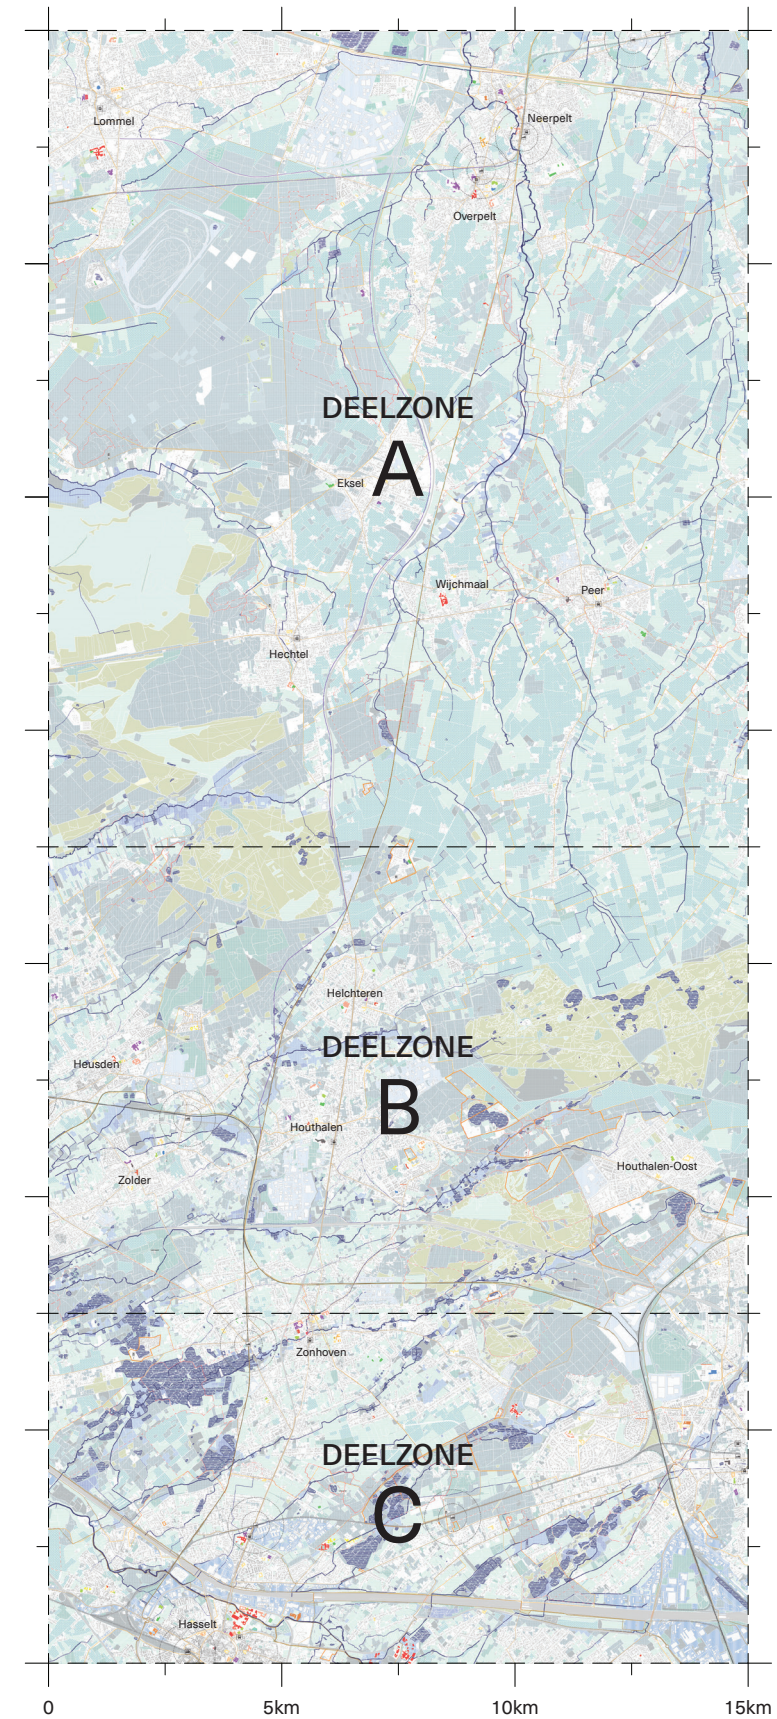 Lommel
Neerpelt
Overpelt
DEELZONE
A
Eksel
Wijchmaal
Peer
Hechtel
Helchteren
DEELZONE
B
Heusden
Houthalen
Houthalen-Oost
Zolder
Zonhoven
DEELZONE
C
Hasselt
0 5km 10km 15km